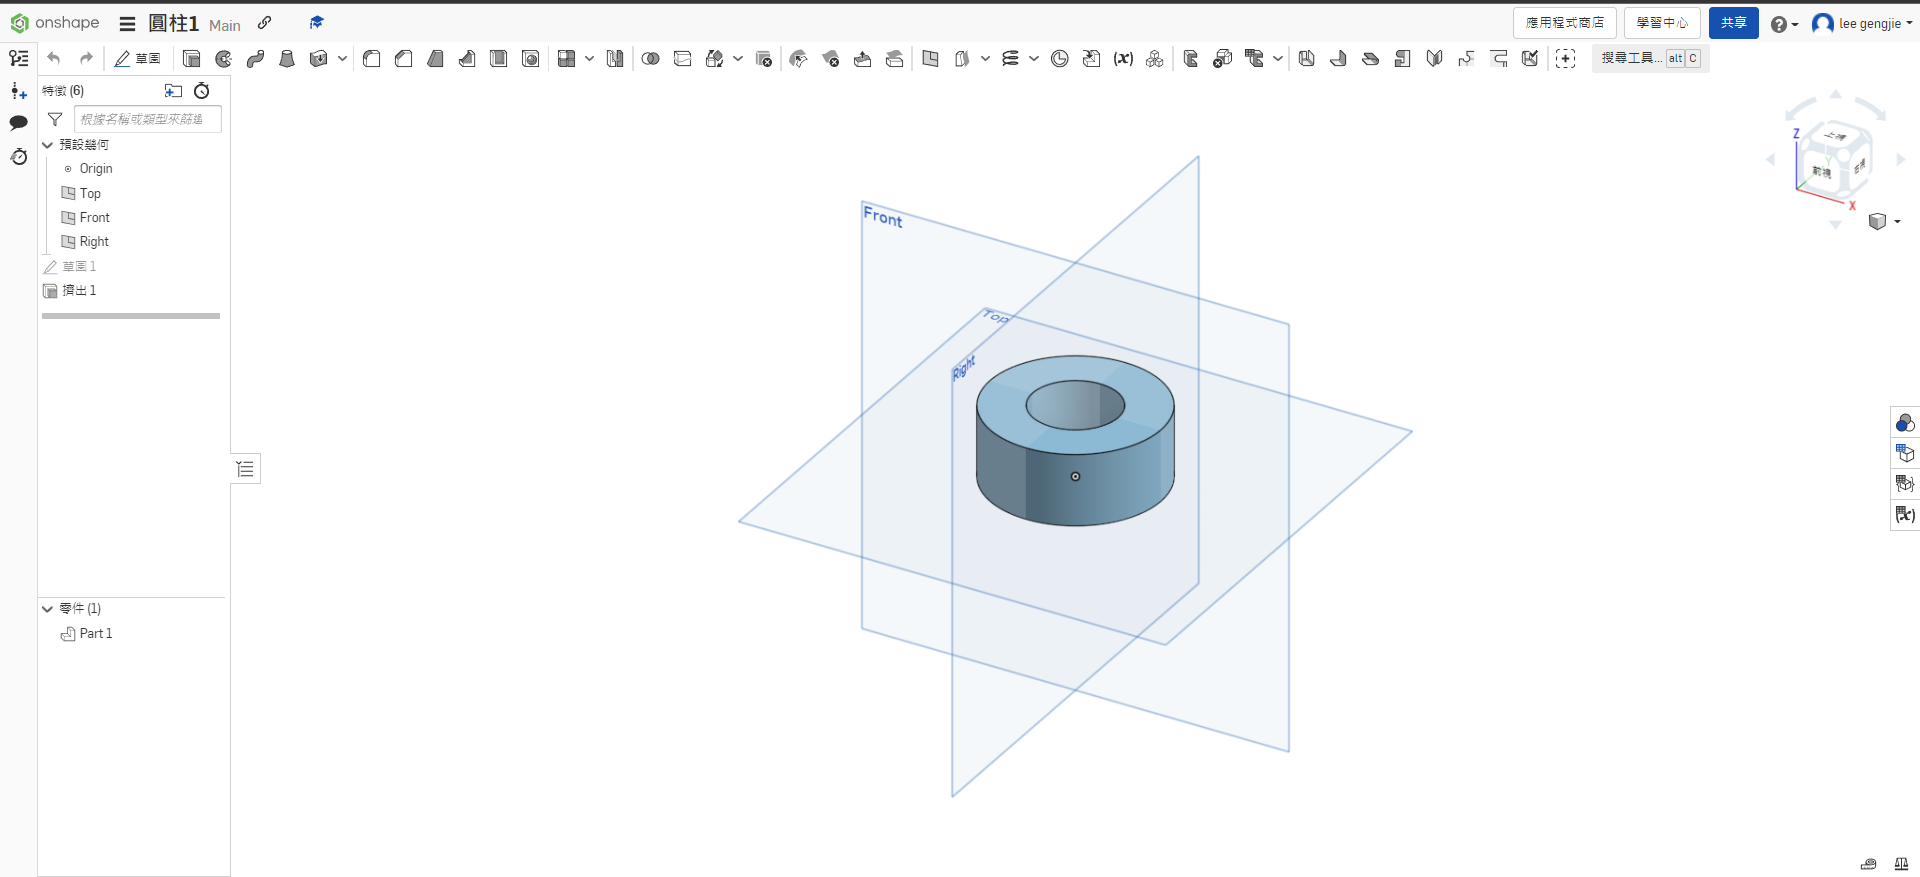 onshape 圓柱1 Main 應用程式商店 學習中心 共享 lee gengjie
草圖 (x) 搜尋工具... alt C
特徵 (6)
根據名稱或類型來篩選
預設幾何
Origin
Top
Front
Right
草圖 1
擠出 1
零件 (1)
Part 1
Front
Top
Right
Z
上視
Y
前視
右視
X
(x)